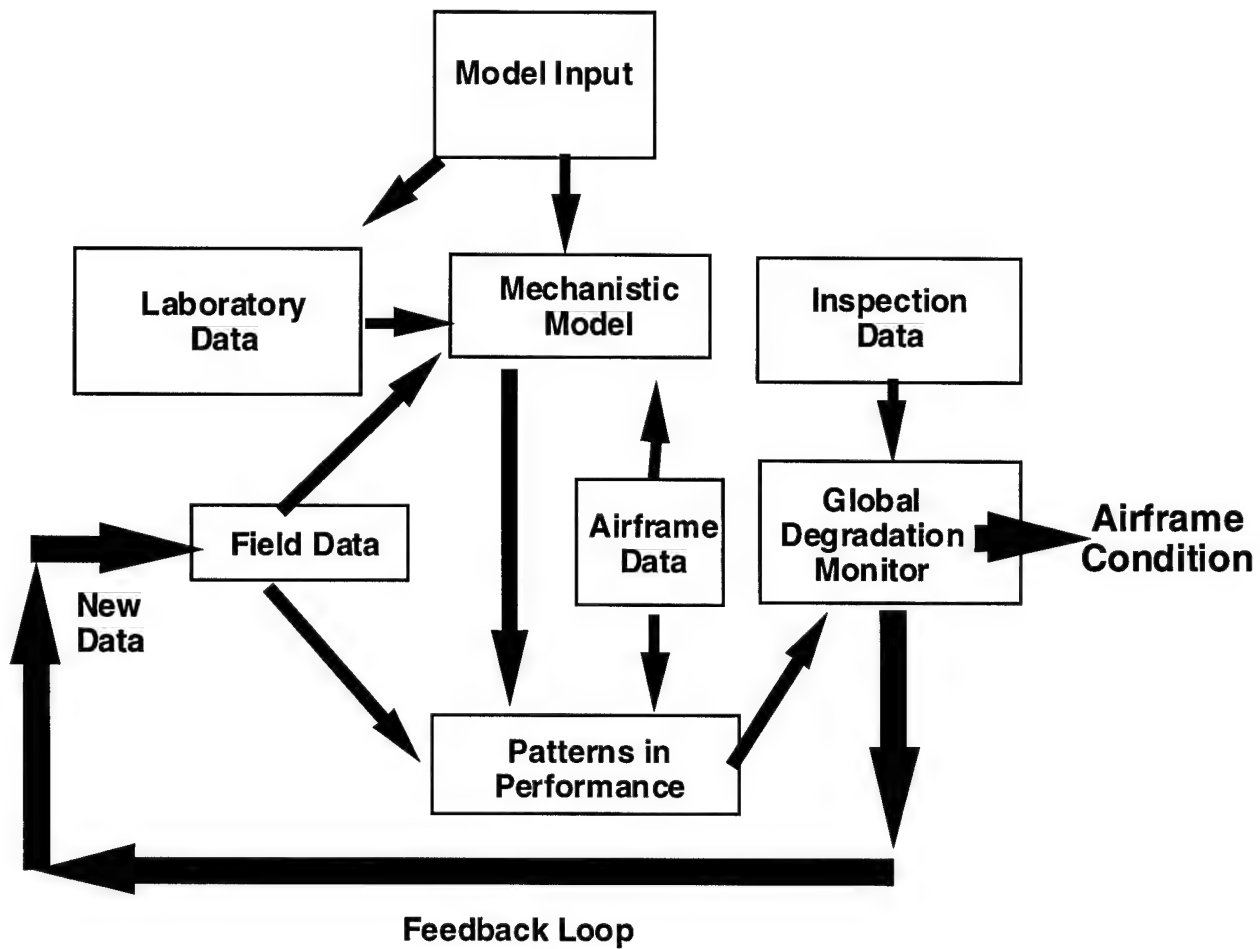 Model Input
Laboratory
Data
Mechanistic
Model
Inspection
Data
Field Data
Airframe
Data
Global
Degradation
Monitor
Airframe
Condition
New
Data
Patterns in
Performance
Feedback Loop